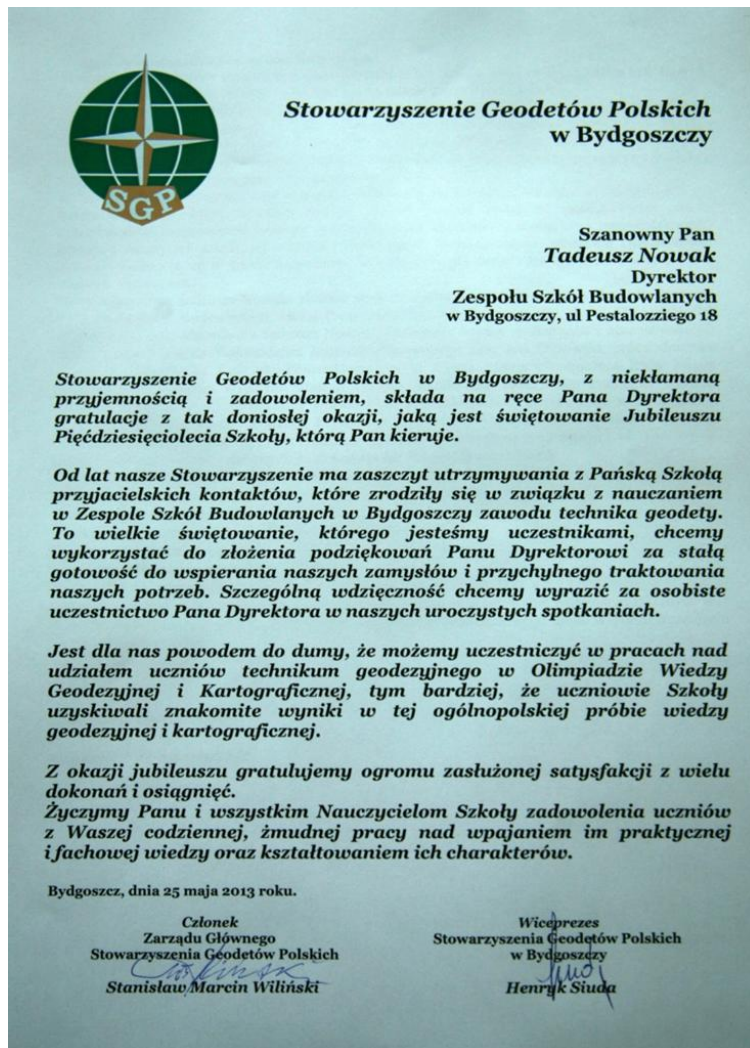 SGP
Stowarzyszenie Geodetów Polskich
w Bydgoszczy
Szanowny Pan
Tadeusz Nowak
Dyrektor
Zespołu Szkół Budowlanych
w Bydgoszczy, ul Pestalozziego 18
Stowarzyszenie Geodetów Polskich w Bydgoszczy, z niekłamaną
przyjemnością i zadowoleniem, składa na ręce Pana Dyrektora
gratulacje z tak doniosłej okazji, jaką jest świętowanie Jubileuszu
Pięćdziesięciolecia Szkoły, którą Pan kieruje.
Od lat nasze Stowarzyszenie ma zaszczyt utrzymywania z Pańską Szkołą
przyjacielskich kontaktów, które zrodziły się w związku z nauczaniem
w Zespole Szkół Budowlanych w Bydgoszczy zawodu technika geodety.
To wielkie świętowanie, którego jesteśmy uczestnikami, chcemy
wykorzystać do złożenia podziękowań Panu Dyrektorowi za stałą
gotowość do wspierania naszych zamysłów i przychylnego traktowania
naszych potrzeb. Szczególną wdzięczność chcemy wyrazić za osobiste
uczestnictwo Pana Dyrektora w naszych uroczystych spotkaniach.
Jest dla nas powodem do dumy, że możemy uczestniczyć w pracach nad
udziałem uczniów technikum geodezyjnego w Olimpiadzie Wiedzy
Geodezyjnej i Kartograficznej, tym bardziej, że uczniowie Szkoły
uzyskiwali znakomite wyniki w tej ogólnopolskiej próbie wiedzy
geodezyjnej i kartograficznej.
Z okazji jubileuszu gratulujemy ogromu zasłużonej satysfakcji z wielu
dokonań i osiągnięć.
Życzymy Panu i wszystkim Nauczycielom Szkoły zadowolenia uczniów
z Waszej codziennej, żmudnej pracy nad wpajaniem im praktycznej
i fachowej wiedzy oraz kształtowaniem ich charakterów.
Bydgoszcz, dnia 25 maja 2013 roku.
Członek
Zarządu Głównego
Stowarzyszenia Geodetów Polskich
Stanisław Marcin Wiliński
Wiceprezes
Stowarzyszenia Geodetów Polskich
w Bydgoszczy
Henryk Siuda